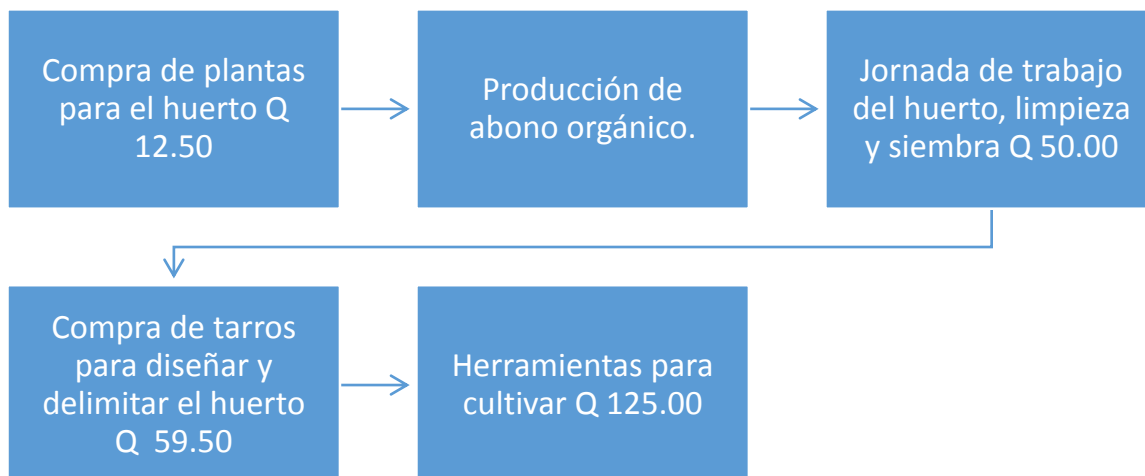 Compra de plantas
para el huerto Q
12.50
Producción de
abono orgánico.
Jornada de trabajo
del huerto, limpieza
y siembra Q 50.00
Compra de tarros
para diseñar y
delimitar el huerto
Q  59.50
Herramientas para
cultivar Q 125.00